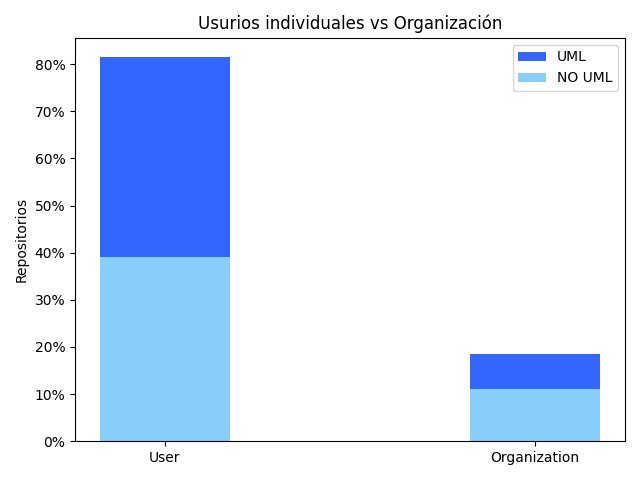 Usurios individuales vs Organización
UML
NO UML
80%
70%
60%
50%
40%
30%
20%
10%
0%
Repositorios
User
Organization